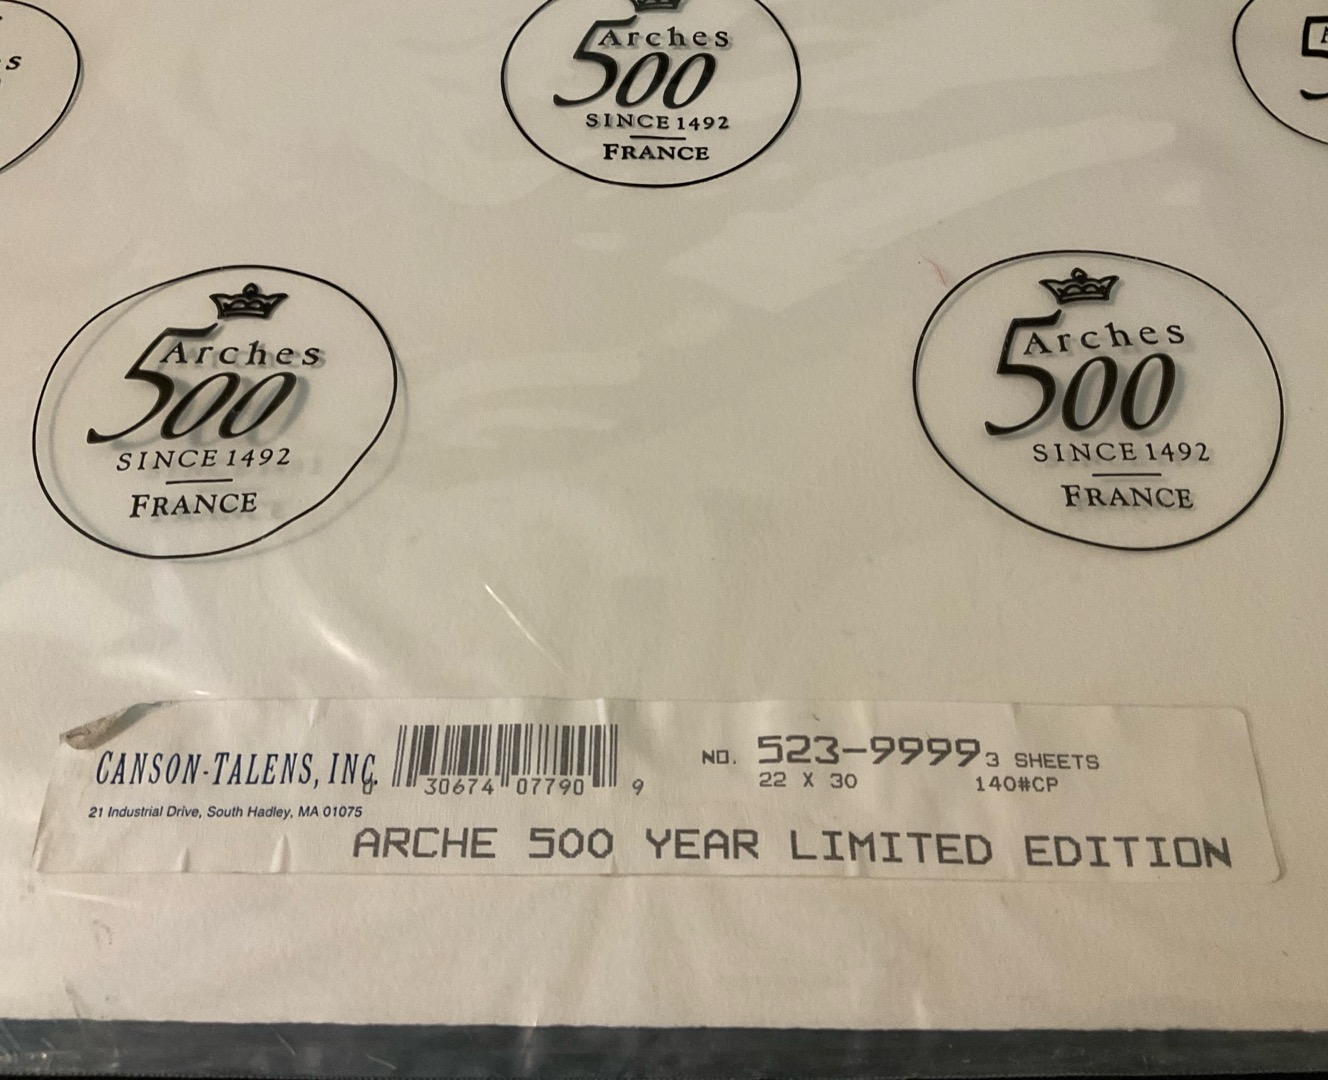 s
Arches
500
SINCE 1492
FRANCE
5
Arches
500
SINCE 1492
FRANCE
Arches
500
SINCE 1492
FRANCE
CANSON-TALENS, INC.
21 Industrial Drive, South Hadley, MA 01075
30674 07790 9
NO. 523-9999 3 SHEETS
22 X 30 140#CP
ARCHE 500 YEAR LIMITED EDITION